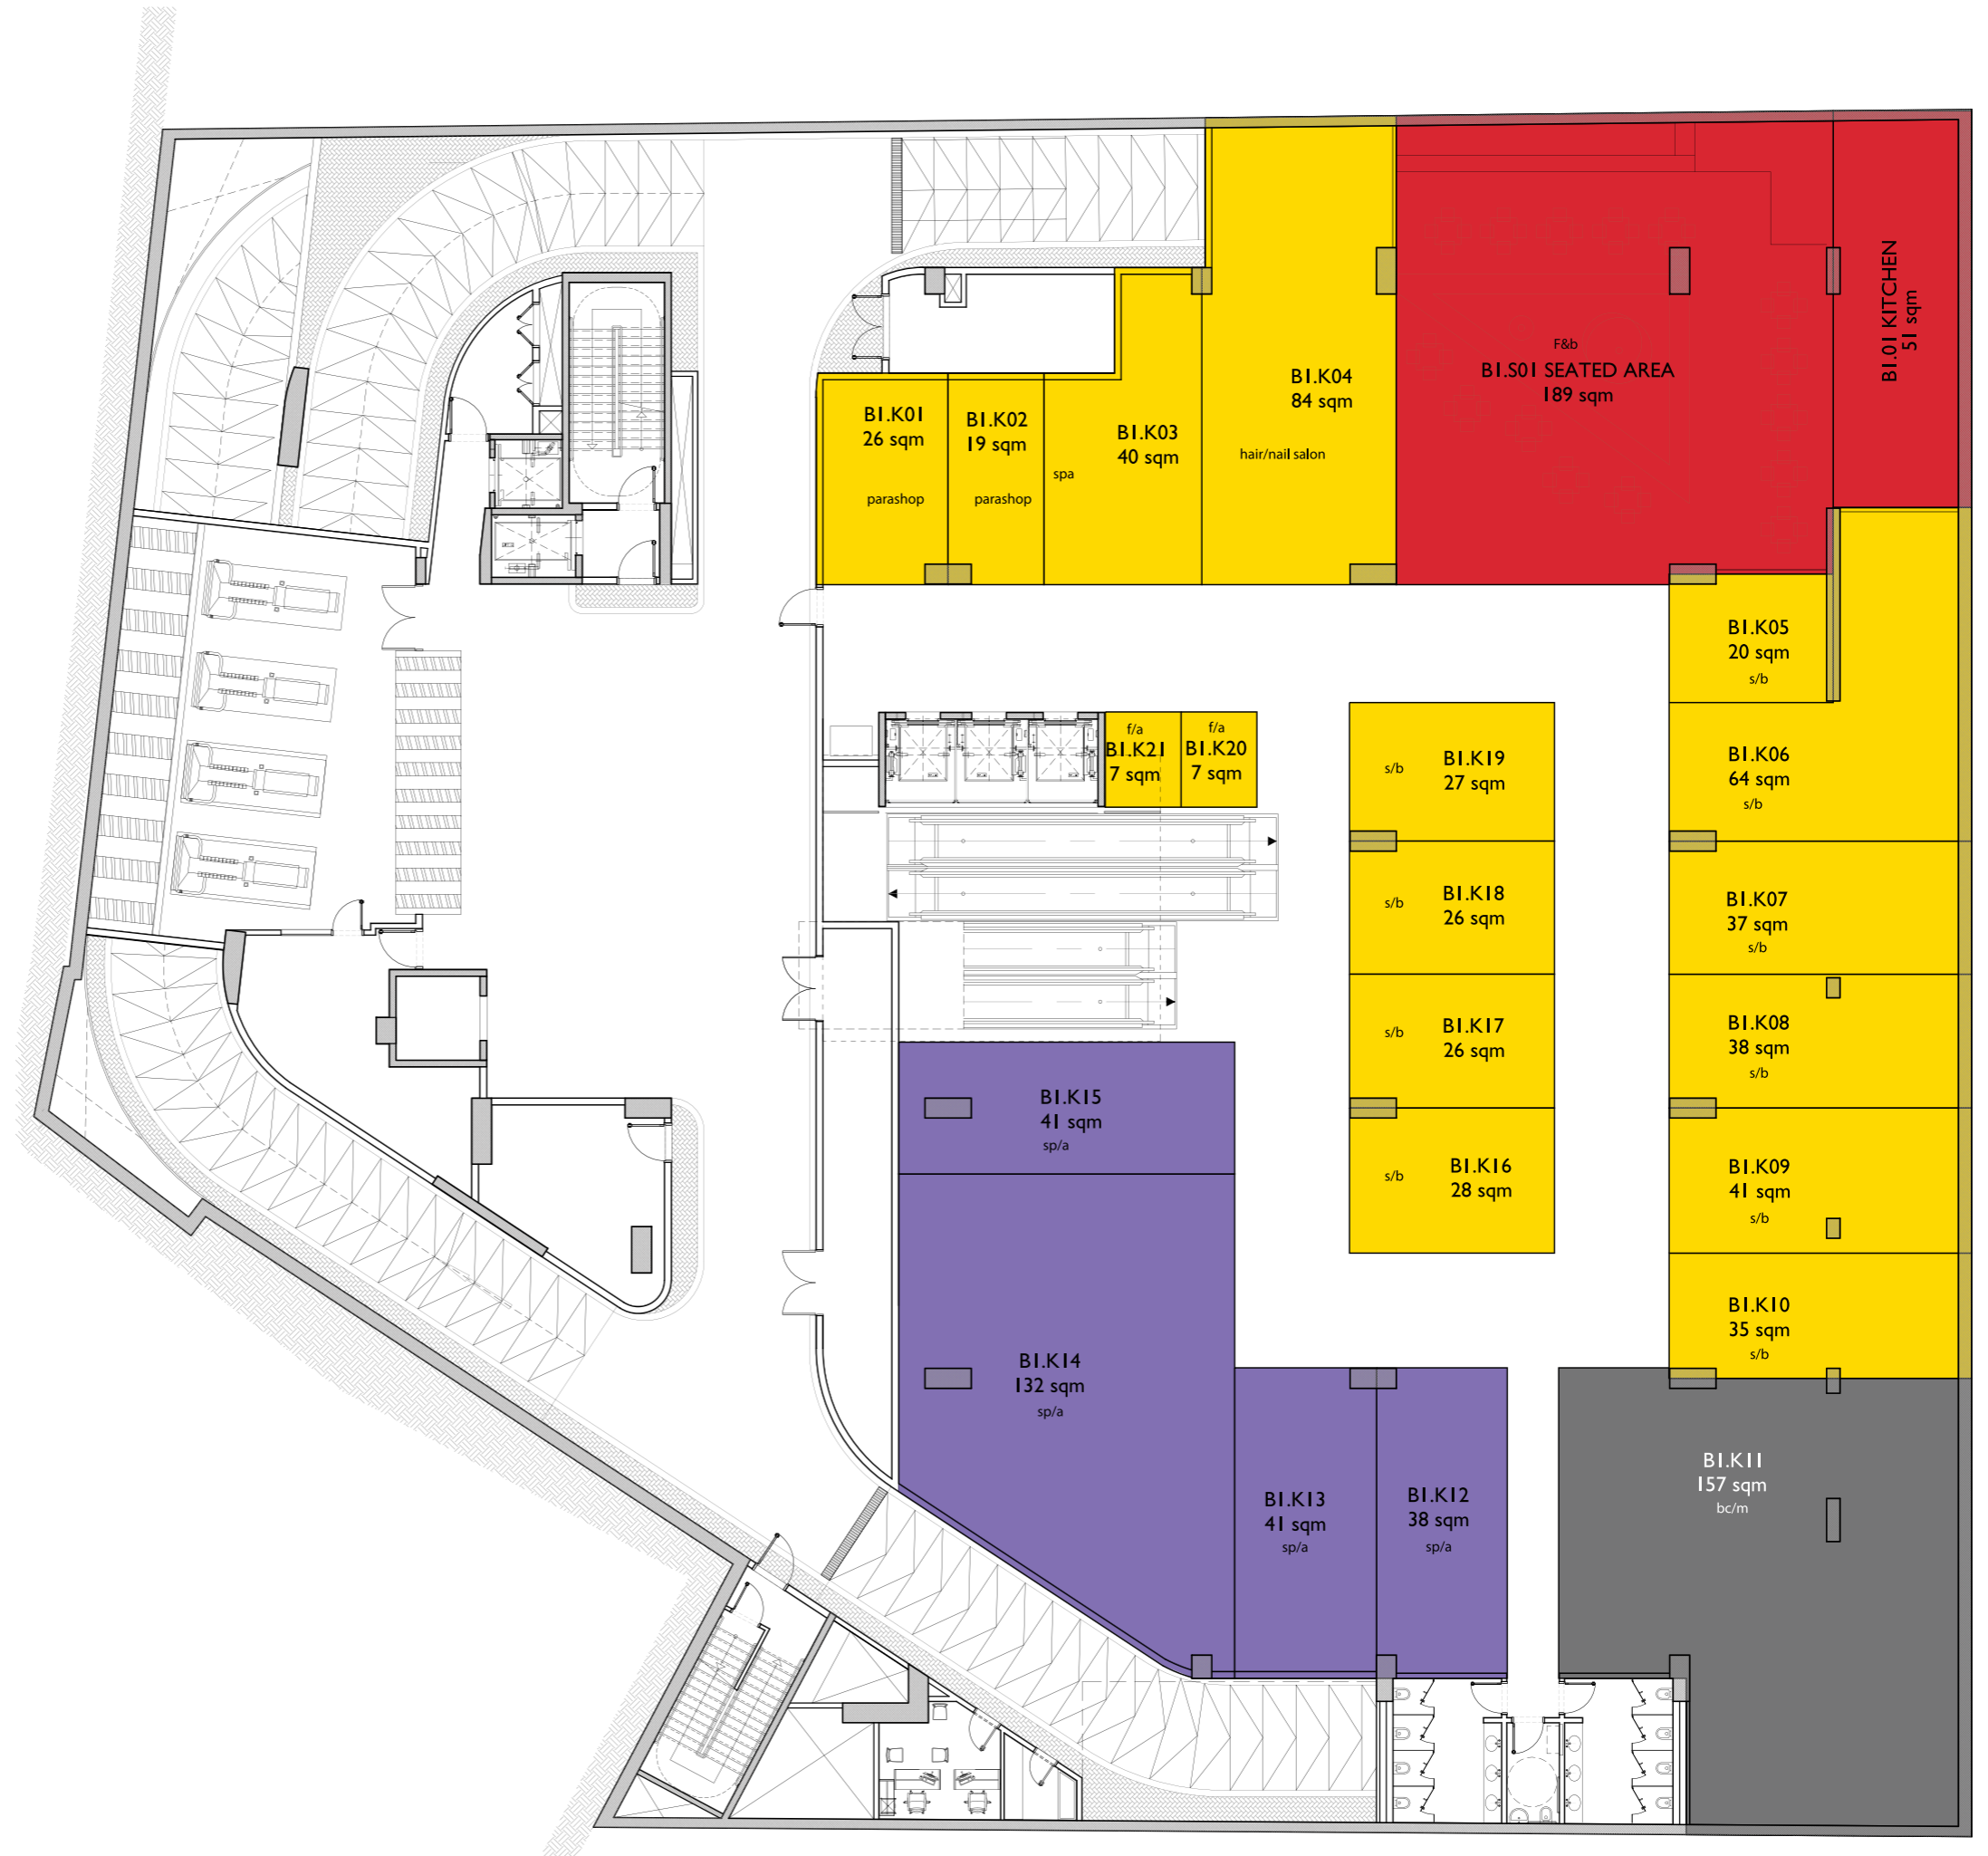 B1.K01
26 sqm
parashop
B1.K02
19 sqm
parashop
B1.K03
40 sqm
spa
B1.K04
84 sqm
hair/nail salon
F&b
B1.S01 SEATED AREA
189 sqm
B1.01 KITCHEN
51 sqm
B1.K05
20 sqm
s/b
f/a
B1.K21
7 sqm
f/a
B1.K20
7 sqm
s/b
B1.K19
27 sqm
B1.K06
64 sqm
s/b
s/b
B1.K18
26 sqm
B1.K07
37 sqm
s/b
s/b
B1.K17
26 sqm
B1.K08
38 sqm
s/b
B1.K15
41 sqm
sp/a
s/b
B1.K16
28 sqm
B1.K09
41 sqm
s/b
B1.K10
35 sqm
s/b
B1.K14
132 sqm
sp/a
B1.K13
41 sqm
sp/a
B1.K12
38 sqm
sp/a
B1.K11
157 sqm
bc/m